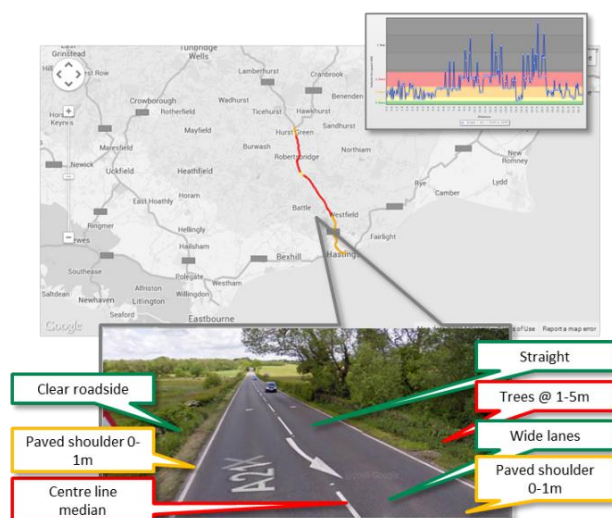 East
Grinstead
Tunbridge
Wells
Lamberhurst
Cranbrook
Wadhurst
Ticehurst
Hawkhurst
Benenden
Crowborough
Rotherfield
Hurst Green
Sandhurst
Mayfield
Burwash
Robertsbridge
Northiam
Maresfield
Newick
Uckfield
Heathfield
Rye
New
Romney
Lydd
Camber
Horam
East Hoathly
Battle
Westfield
Ringmer
Hellingly
Fairlight
Hailsham
Bexhill
Hastings
Polegate
Westham
Southease
Alfriston
Willingdon
Litlington
Newhaven
Saltdean
Seaford
Eastbourne
Google
Report a map error
Straight
Clear roadside
Trees @ 1-5m
Wide lanes
Paved shoulder 0-
1m
A21
Paved shoulder
0-1m
Centre line
median